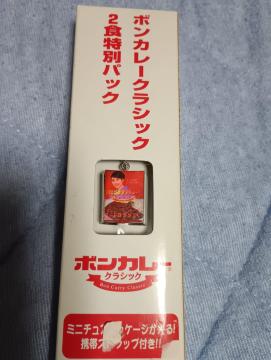 ボンカレークラシック
2食特別パック
ボンカレー
クラシック
Bon Curry Classic
ミニチュアパッケージが光る!
携帯ストラップ付き!!